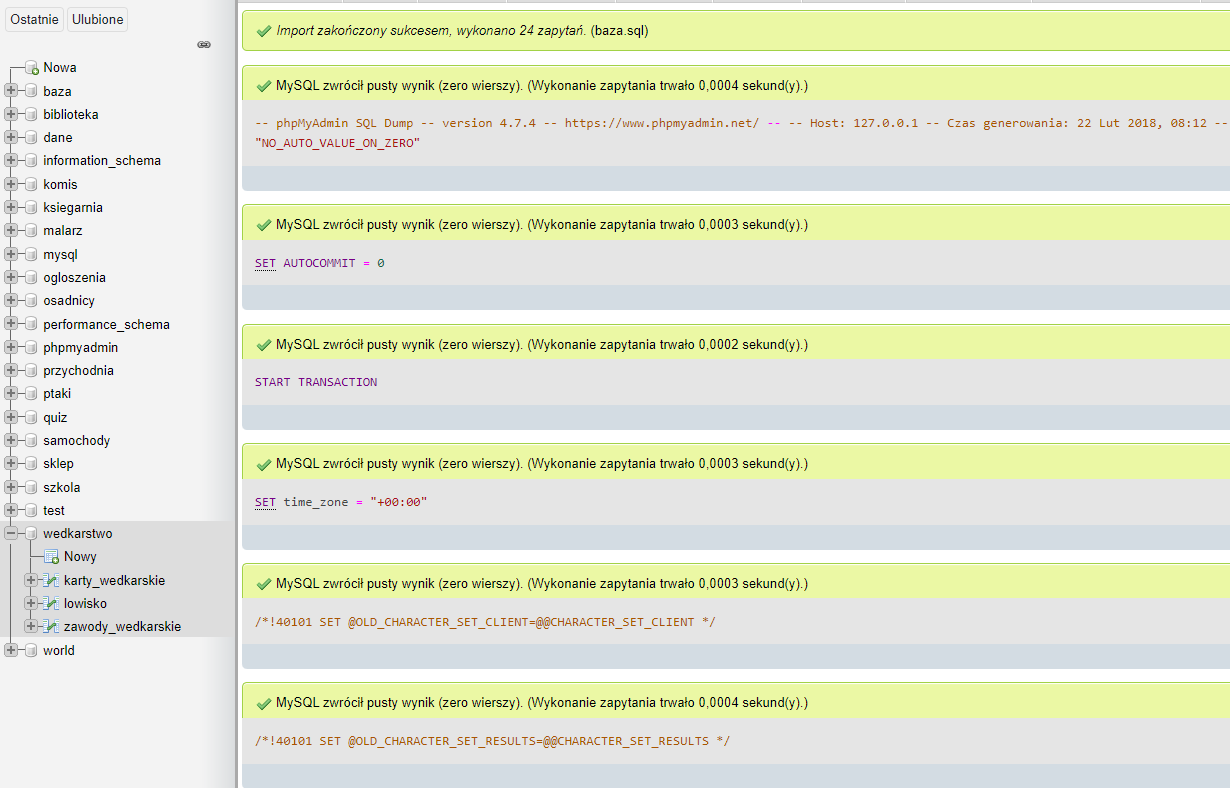 Ostatnie Ulubione
Nowa
baza
biblioteka
dane
information_schema
komis
ksiegarnia
malarz
mysql
ogloszenia
osadnicy
performance_schema
phpmyadmin
przychodnia
ptaki
quiz
samochody
sklep
szkola
test
wedkarstwo
Nowy
karty_wedkarskie
lowisko
zawody_wedkarskie
world
Import zakończony sukcesem, wykonano 24 zapytań. (baza.sql)
MySQL zwrócił pusty wynik (zero wierszy). (Wykonanie zapytania trwało 0,0004 sekund(y).)
-- phpMyAdmin SQL Dump -- version 4.7.4 -- https://www.phpmyadmin.net/ -- -- Host: 127.0.0.1 -- Czas generowania: 22 Lut 2018, 08:12 --
"NO_AUTO_VALUE_ON_ZERO"
MySQL zwrócił pusty wynik (zero wierszy). (Wykonanie zapytania trwało 0,0003 sekund(y).)
SET AUTOCOMMIT = 0
MySQL zwrócił pusty wynik (zero wierszy). (Wykonanie zapytania trwało 0,0002 sekund(y).)
START TRANSACTION
MySQL zwrócił pusty wynik (zero wierszy). (Wykonanie zapytania trwało 0,0003 sekund(y).)
SET time_zone = "+00:00"
MySQL zwrócił pusty wynik (zero wierszy). (Wykonanie zapytania trwało 0,0003 sekund(y).)
/*!40101 SET @OLD_CHARACTER_SET_CLIENT=@@CHARACTER_SET_CLIENT */
MySQL zwrócił pusty wynik (zero wierszy). (Wykonanie zapytania trwało 0,0004 sekund(y).)
/*!40101 SET @OLD_CHARACTER_SET_RESULTS=@@CHARACTER_SET_RESULTS */